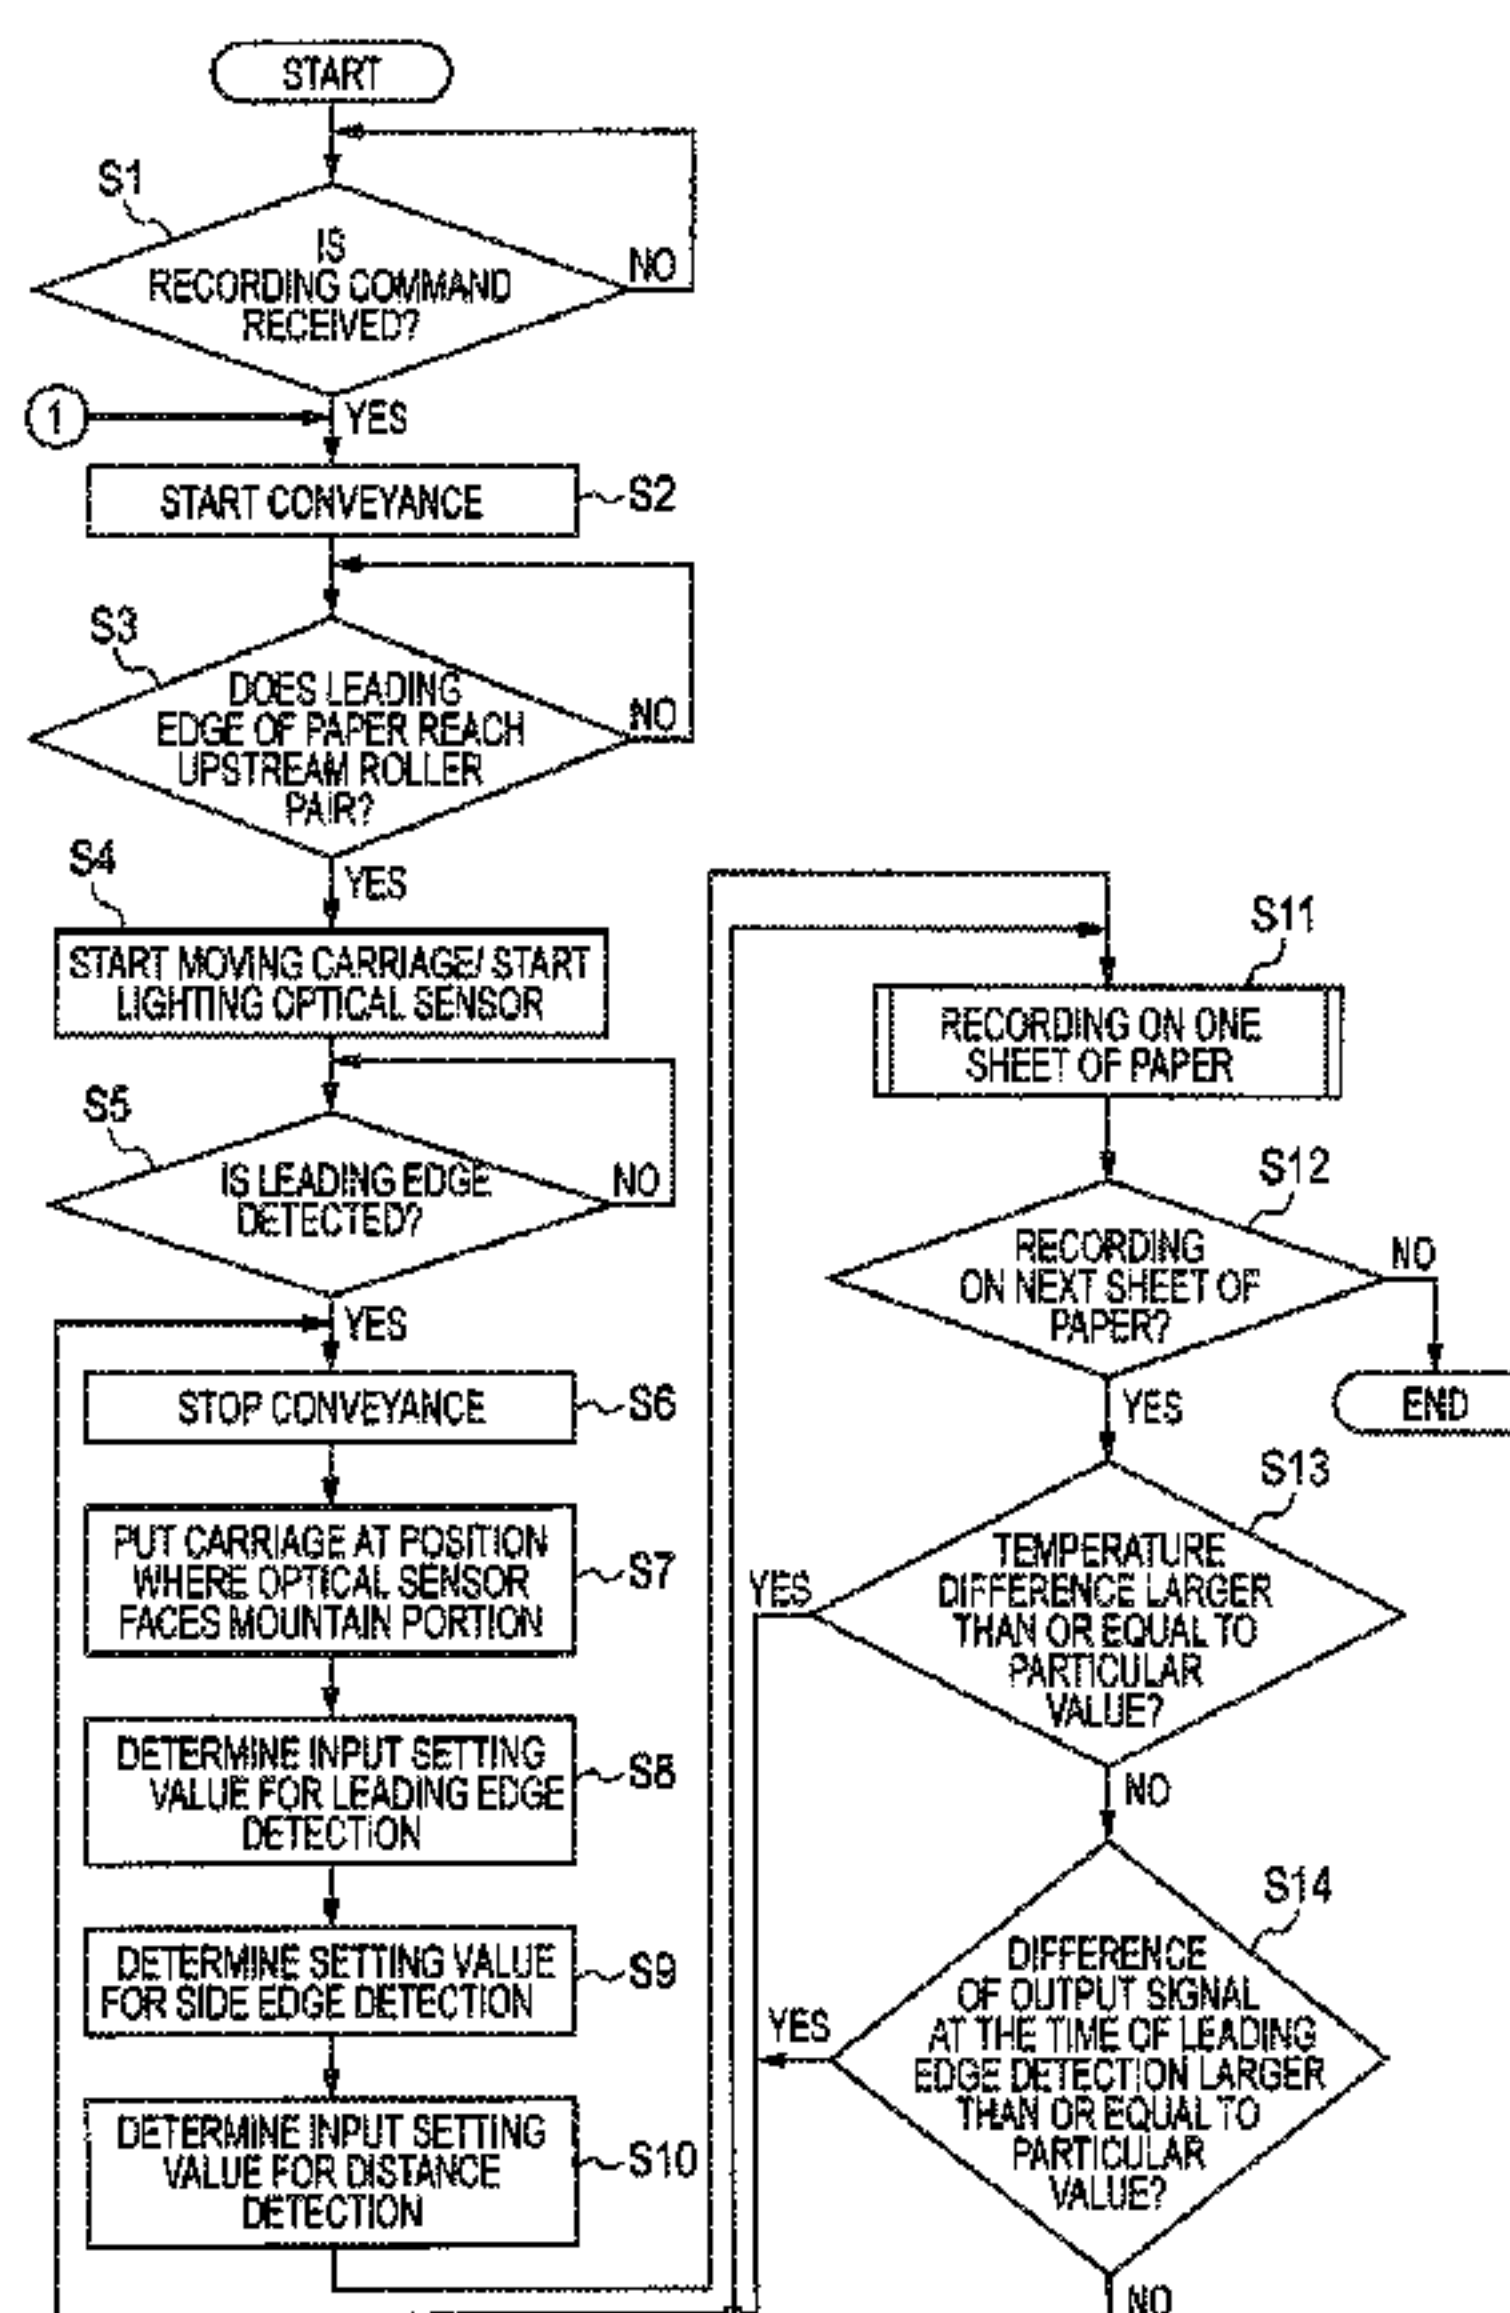 START
S1
IS
RECORDING COMMAND
RECEIVED?
NO
1
YES
START CONVEYANCE
S2
S3
DOES LEADING
EDGE OF PAPER REACH
UPSTREAM ROLLER
PAIR?
NO
YES
S4
START MOVING CARRIAGE/ START
LIGHTING OPTICAL SENSOR
S5
IS LEADING EDGE
DETECTED?
NO
YES
STOP CONVEYANCE
S6
PUT CARRIAGE AT POSITION
WHERE OPTICAL SENSOR
FACES MOUNTAIN PORTION
S7
DETERMINE INPUT SETTING
VALUE FOR LEADING EDGE
DETECTION
S8
DETERMINE SETTING VALUE
FOR SIDE EDGE DETECTION
S9
DETERMINE INPUT SETTING
VALUE FOR DISTANCE
DETECTION
S10
S11
RECORDING ON ONE
SHEET OF PAPER
S12
RECORDING
ON NEXT SHEET OF
PAPER?
NO
END
YES
S13
TEMPERATURE
DIFFERENCE LARGER
THAN OR EQUAL TO
PARTICULAR
VALUE?
YES
NO
S14
DIFFERENCE
OF OUTPUT SIGNAL
AT THE TIME OF LEADING
EDGE DETECTION LARGER
THAN OR EQUAL TO
PARTICULAR
VALUE?
YES
NO